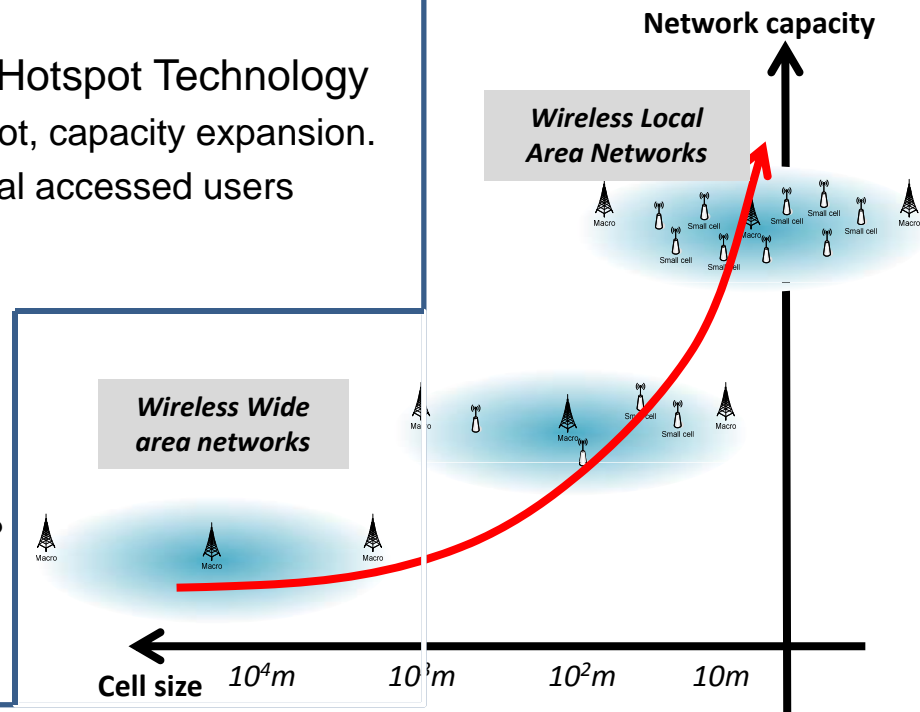 Network capacity
Hotspot Technology
ot, capacity expansion.
al accessed users
Wireless Local
Area Networks
Macro
Small cell
Macro
Small cell
Small cell
Small cell
Macro
Small cell
Small cell
Wireless Wide
area networks
Macro
Macro
Small cell
Small cell
Macro
Macro
Macro
Macro
Cell size
10⁴m
10³m
10²m
10m